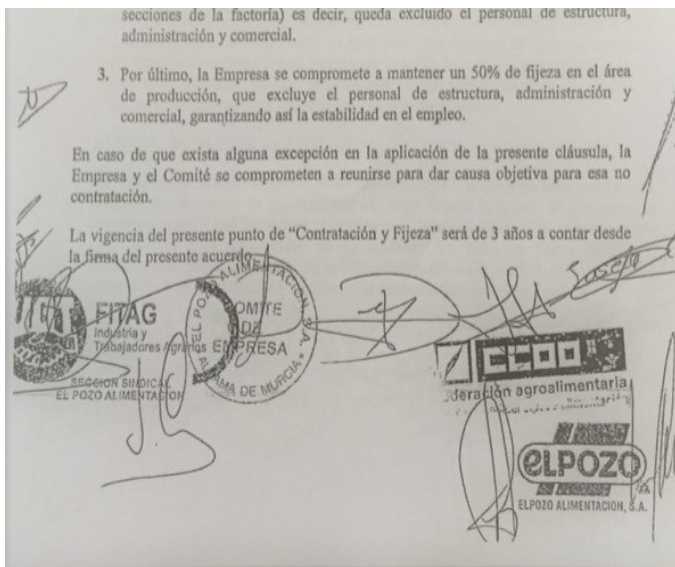 secciones de la factoría) es decir, queda excluido el personal de estructura,
administración y comercial.
3. Por último, la Empresa se compromete a mantener un 50% de fijeza en el área
de producción, que excluye el personal de estructura, administración y
comercial, garantizando así la estabilidad en el empleo.
En caso de que exista alguna excepción en la aplicación de la presente cláusula, la
Empresa y el Comité se comprometen a reunirse para dar causa objetiva para esa no
contratación.
La vigencia del presente punto de “Contratación y Fijeza” será de 3 años a contar desde
la firma del presente acuerdo
FITAG
Industria y
Trabajadores Agrarios
SECCION SINDICAL
EL POZO ALIMENTACION
EL POZO ALIMENTACION, S.A.
COMITE
DE
EMPRESA
ALHAMA DE MURCIA
ccoo
federación agroalimentaria
ELPOZO
ELPOZO ALIMENTACION, S.A.